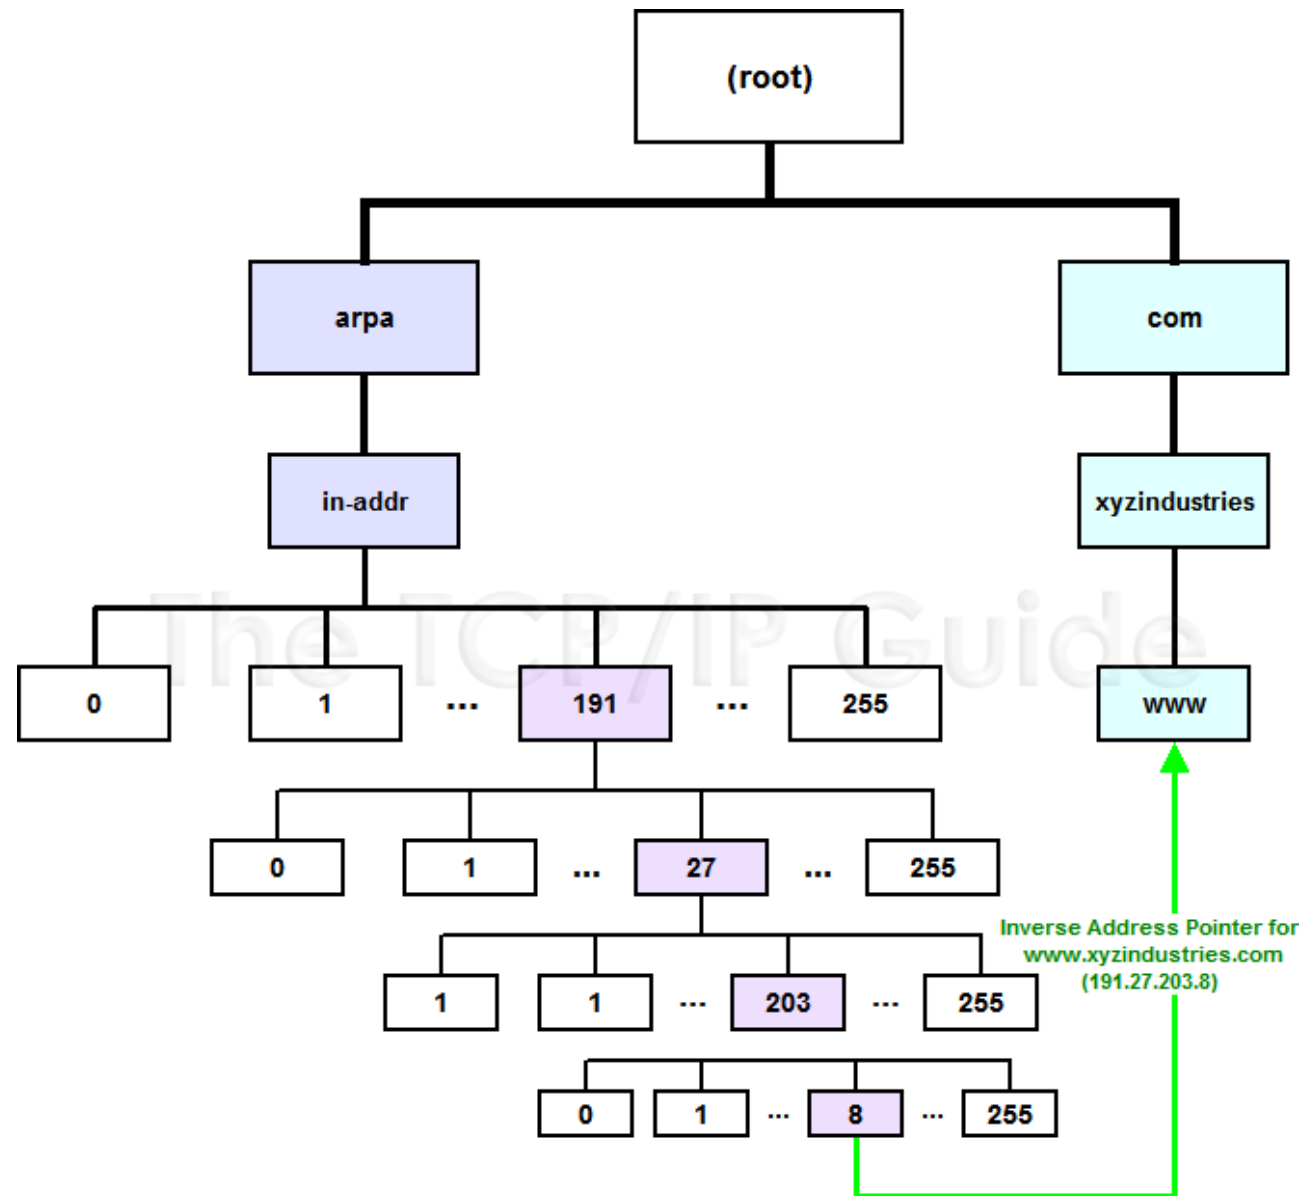 (root)
arpa
com
in-addr
xyzindustries
The TCP/IP Guide
0 1 ... 191 ... 255
www
0 1 ... 27 ... 255
Inverse Address Pointer for
www.xyzindustries.com
(191.27.203.8)
1 1 ... 203 ... 255
0 1 ... 8 ... 255